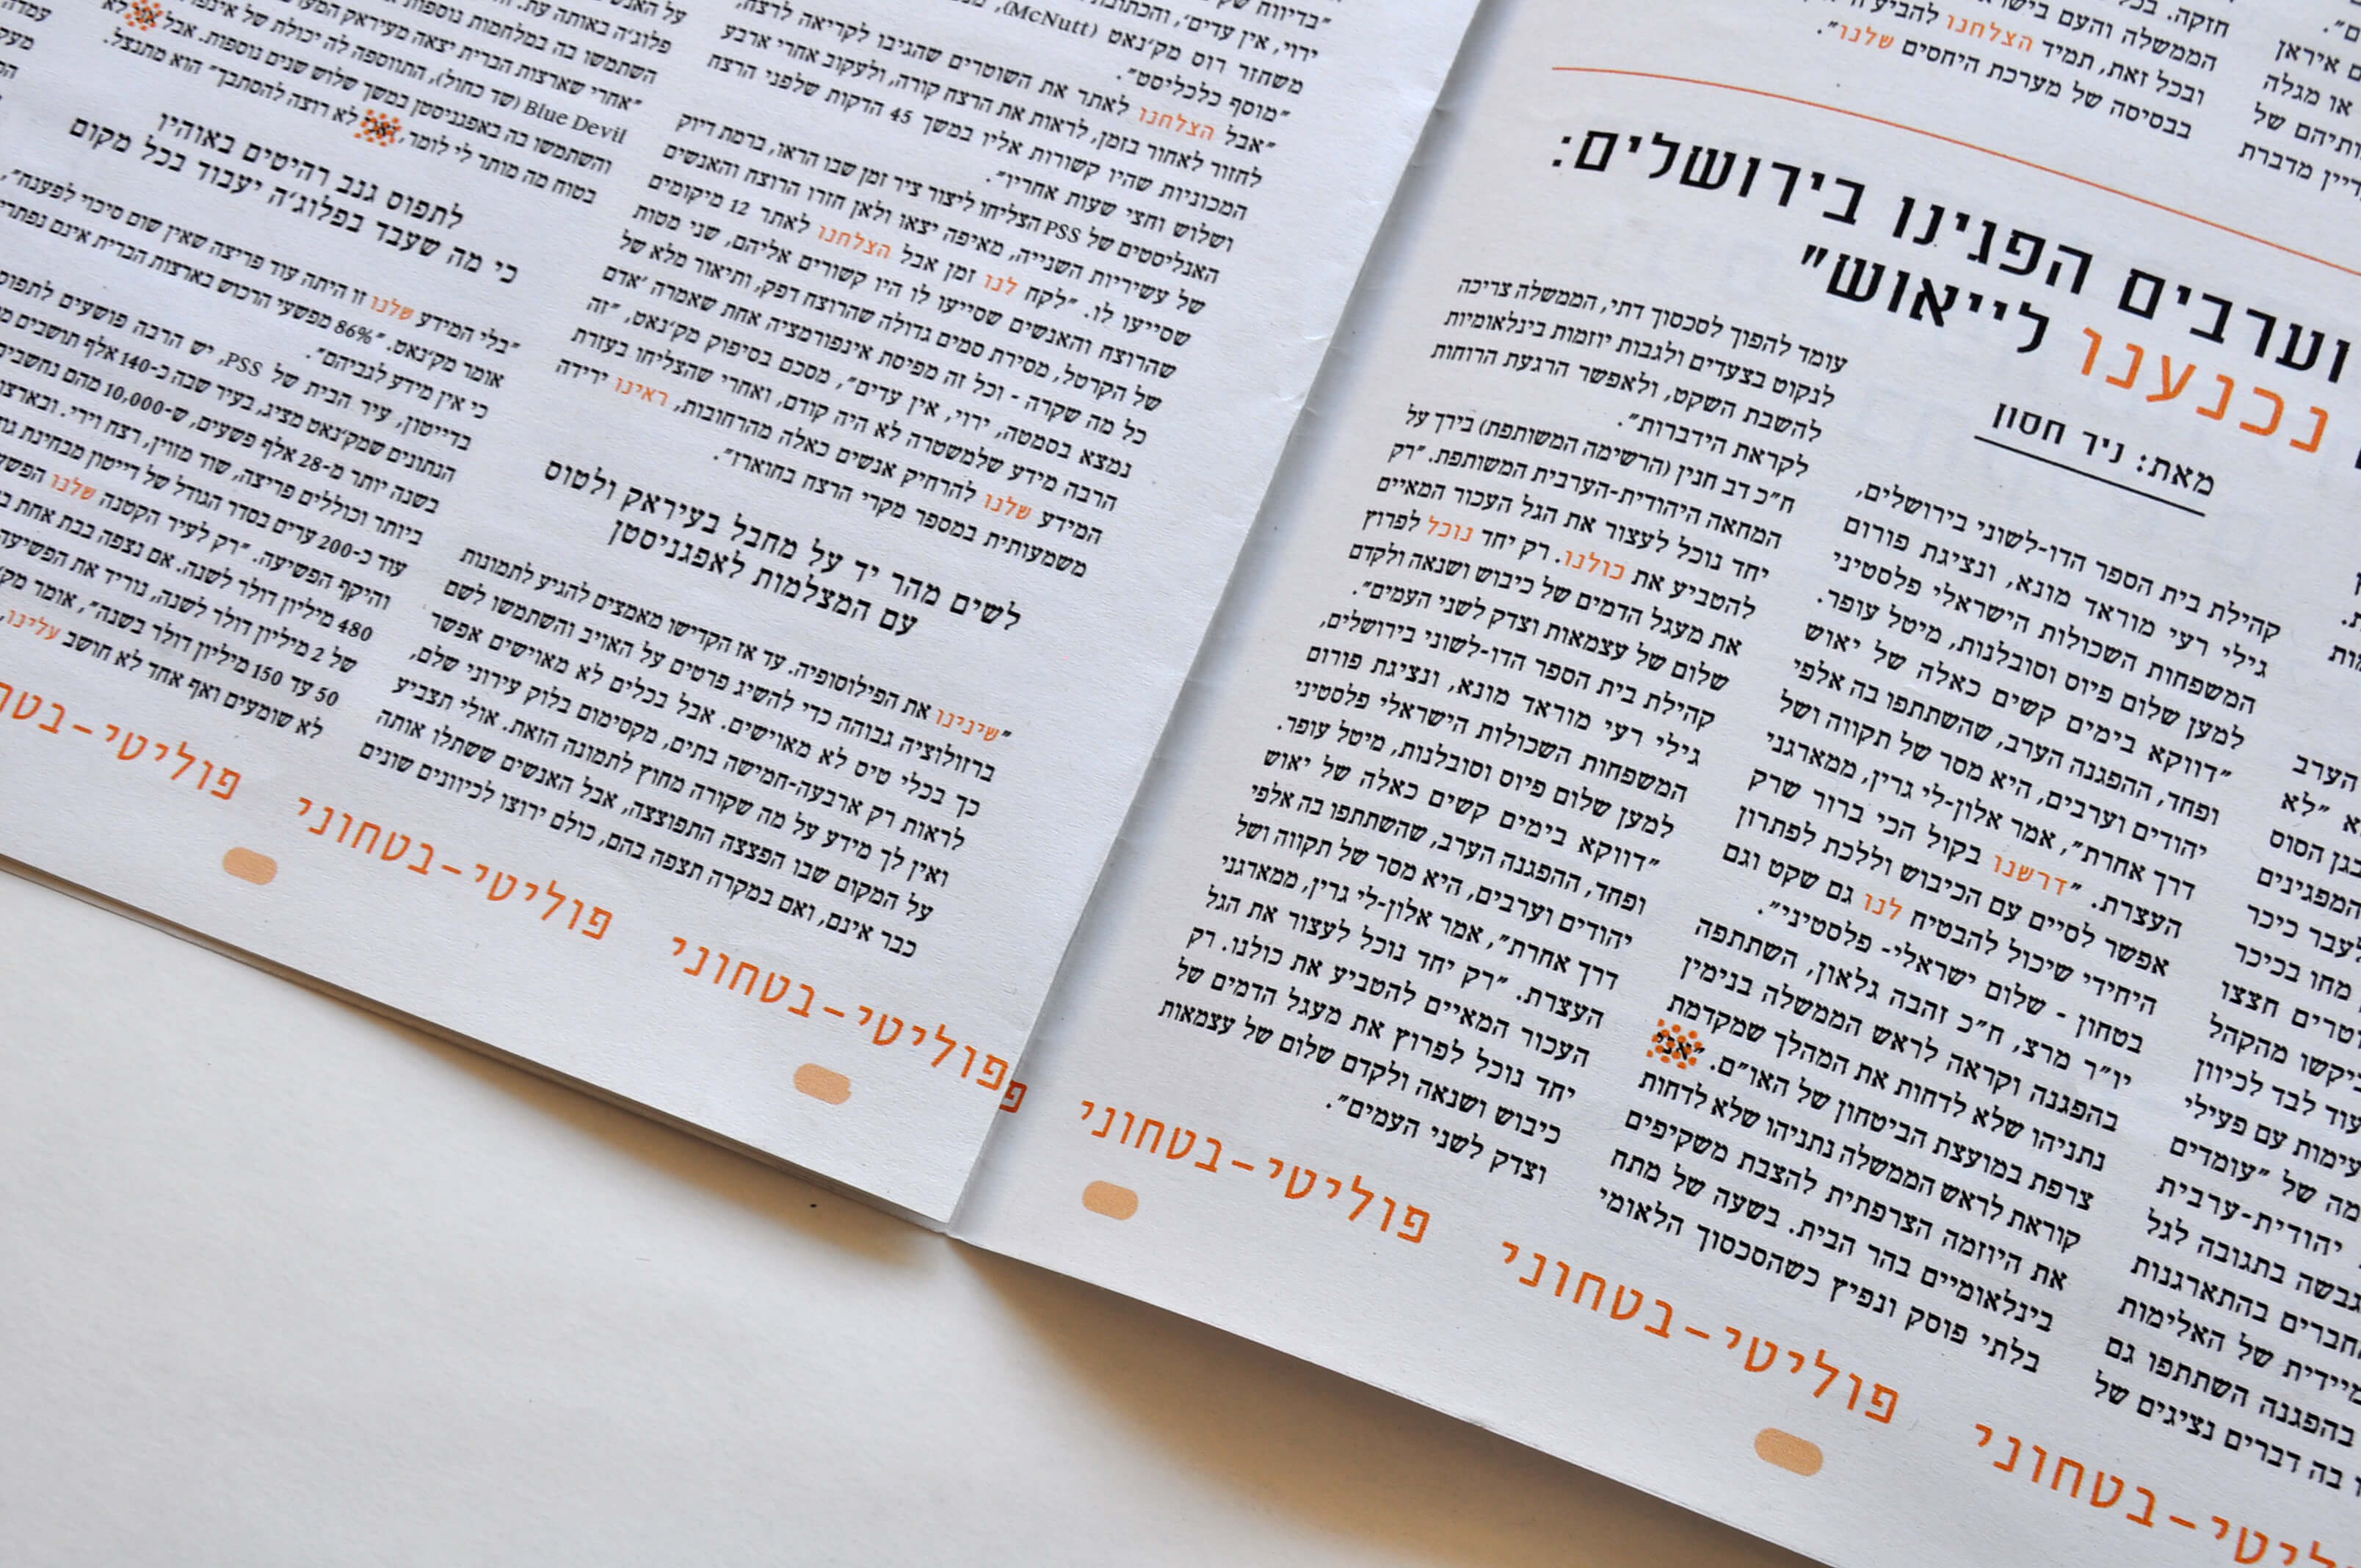 חזקה. בכל
הממשלה והעם בישר
ובכל זאת, תמיד הצלחנו להביע
בבסיסה של מערכת היחסים שלנו".
ם איראן
או מגלה
ותיהם של
דיין מדברת
וערבים הפגינו בירושלים:
נכנענו לייאוש"
מאת: ניר חסון
קהילת בית הספר הדו-לשוני בירושלים,
גילי רעי מוראד מונא, ונציגת פורום
המשפחות השכולות הישראלי פלסטיני
למען שלום פיוס וסובלנות, מיטל עופר.
"דווקא בימים קשים כאלה של יאוש
ופחד, ההפגנה הערב, שהשתתפו בה אלפי
יהודים וערבים, היא מסר של תקווה ושל
דרך אחרת", אמר אלון-לי גרין, ממארגני
העצרת. "דרשנו בקול הכי ברור שרק
אפשר לסיים עם הכיבוש וללכת לפתרון
היחידי שיכול להבטיח לנו גם שקט וגם
בטחון - שלום ישראלי- פלסטיני".
יו"ר מרצ, ח"כ זהבה גלאון, השתתפה
בהפגנה וקראה לראש הממשלה בנימין
נתניהו שלא לדחות את המהלך שמקדמת
צרפת במועצת הביטחון של האו"ם. "אני
קוראת לראש הממשלה נתניהו שלא לדחות
את היוזמה הצרפתית להצבת משקיפים
בינלאומיים בהר הבית. בשעה של מתח
בלתי פוסק ונפיץ כשהסכסוך הלאומי
עומד להפוך לסכסוך דתי, הממשלה צריכה
לנקוט בצעדים ולגבות יוזמות בינלאומיות
להשבת השקט, ולאפשר הרגעת הרוחות
לקראת הידברות".
ח"כ דב חנין (הרשימה המשותפת) בירך על
המחאה היהודית-הערבית המשותפת. "רק
יחד נוכל לעצור את הגל העכור המאיים
להטביע את כולנו. רק יחד נוכל לפרוץ
את מעגל הדמים של כיבוש ושנאה ולקדם
שלום של עצמאות וצדק לשני העמים".
קהילת בית הספר הדו-לשוני בירושלים,
גילי רעי מוראד מונא, ונציגת פורום
המשפחות השכולות הישראלי פלסטיני
למען שלום פיוס וסובלנות, מיטל עופר.
"דווקא בימים קשים כאלה של יאוש
ופחד, ההפגנה הערב, שהשתתפו בה אלפי
יהודים וערבים, היא מסר של תקווה ושל
דרך אחרת", אמר אלון-לי גרין, ממארגני
העצרת. "רק יחד נוכל לעצור את הגל
העכור המאיים להטביע את כולנו. רק
יחד נוכל לפרוץ את מעגל הדמים של
כיבוש ושנאה ולקדם שלום של עצמאות
וצדק לשני העמים".
הערב
"לא
בגן הסוס
המפגינים
לעבר כיכר
מחו בכיכר
חצצו
ביקשו מהקהל
עוד לבד לכיוון
עימות עם פעילי
מה של "עומדים
יהודית-ערבית
גבשה בתגובה לגל
חברים בהתארגנות
מיידית של האלימות
בהפגנה השתתפו גם
בה דברים נציגים של
פוליטי-בטחוני פוליטי-בטחוני פוליטי-בטחוני
ירוי, אין עדים', והכתובת
משחזר רוס מק'נאט (McNutt),
"מוסף כלכליסט".
"אבל הצלחנו לאתר את השוטרים שהגיבו לקריאה לרצח,
לחזור לאחור בזמן, לראות את הרצח קורה, ולעקוב אחרי ארבע
המכוניות שהיו קשורות אליו במשך 45 הדקות שלפני הרצח
ושלוש וחצי שעות אחריו".
האנליסטים של PSS הצליחו ליצור ציר זמן שבו הראו, ברמת דיוק
של עשיריות השנייה, מאיפה יצאו ולאן חזרו הרוצח והאנשים
שסייעו לו. "לקח לנו זמן אבל הצלחנו לאתר 12 מיקומים
שהרוצח והאנשים שסייעו לו היו קשורים אליהם, שני מטות
של הקרטל, מסירת סמים גדולה שהרוצח דפק, ותיאור מלא של
כל מה שקרה - וכל זה מפיסת אינפורמציה אחת שאמרה 'אדם
נמצא בסמטה, ירוי, אין עדים", מסכם בסיפוק מק'נאט, "זה
הרבה מידע שלמשטרה לא היה קודם, ואחרי שהצליחו בעזרת
המידע שלנו להרחיק אנשים כאלה מהרחובות, ראינו ירידה
משמעותית במספר מקרי הרצח בחוארז".
לשים מהר יד על מחבל בעיראק ולטוס
עם המצלמות לאפגניסטן
"שינינו את הפילוסופיה. עד אז הקדישו מאמצים להגיע לתמונות
ברזולוציה גבוהה כדי להשיג פרטים על האויב והשתמשו לשם
כך בכלי טיס לא מאוישים. אבל בכלים לא מאוישים אפשר
לראות רק ארבעה-חמישה בתים, מקסימום בלוק עירוני שלם,
ואין לך מידע על מה שקורה מחוץ לתמונה הזאת. אולי תצביע
על המקום שבו הפצצה התפוצצה, אבל האנשים ששתלו אותה
כבר אינם, ואם במקרה תצפה בהם, כולם ירוצו לכיוונים שונים
פלוג'ה באותה עת.
השתמשו בה במלחמות נוספות
"אחרי שארצות הברית יצאה מעיראק
Blue Devil (שד כחול), התווספה לה יכולת של
והשתמשו בה באפגניסטן במשך שלוש שנים נוספות. אבל אני לא
בטוח מה מותר לי לומר, ואני לא רוצה להסתבך" הוא מתנצל.
לתפוס גנב רהיטים באוהיו
כי מה שעבד בפלוג'ה יעבוד בכל מקום
"בלי המידע שלנו זו היתה עוד פריצה שאין שום סיכוי לפענח",
אומר מק'נאט. "86% מפשעי הרכוש בארצות הברית אינם
כי אין מידע לגביהם".
בדייטון, עיר הבית של PSS, יש הרבה פושעים לתפוס
הנתונים שמק'נאט מציג, בעיר שבה כ-140 אלף תושבים
בשנה יותר מ-28 אלף פשעים, ש-10,000 מהם נחשבים
ביותר וכוללים פריצה, שוד מזוין, רצח וירי.
עוד כ-200 ערים בסדר הגודל של דייטון מבחינת
והיקף הפשיעה. "רק לעיר הקטנה שלנו
480 מיליון דולר לשנה. אם נצפה בבת אחת
של 2 מיליון דולר לשנה, נוריד את הפשיעה
50 עד 150 מיליון דולר בשנה", אומר
לא שומעים ואף אחד לא חושב עלינו,
פוליטי-בטחוני פוליטי-בטחוני פוליטי-בטח